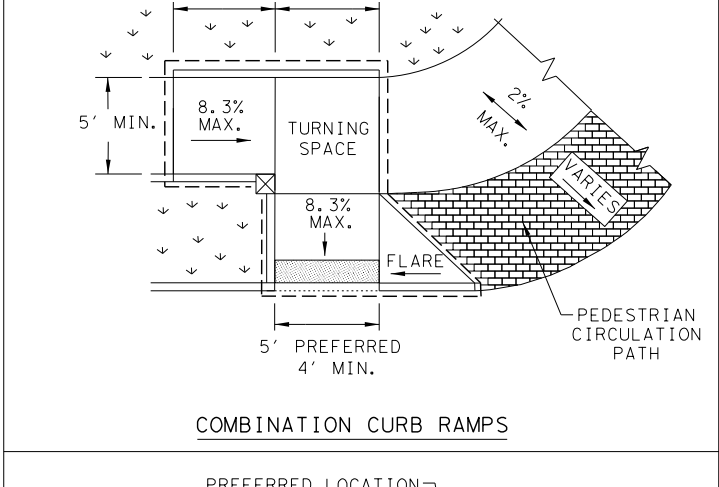 8.3%
MAX.
5' MIN.
TURNING
SPACE
2%
MAX.
VARIES
8.3%
MAX.
FLARE
PEDESTRIAN
CIRCULATION
PATH
5' PREFERRED
4' MIN.
COMBINATION CURB RAMPS
PREFERRED LOCATION